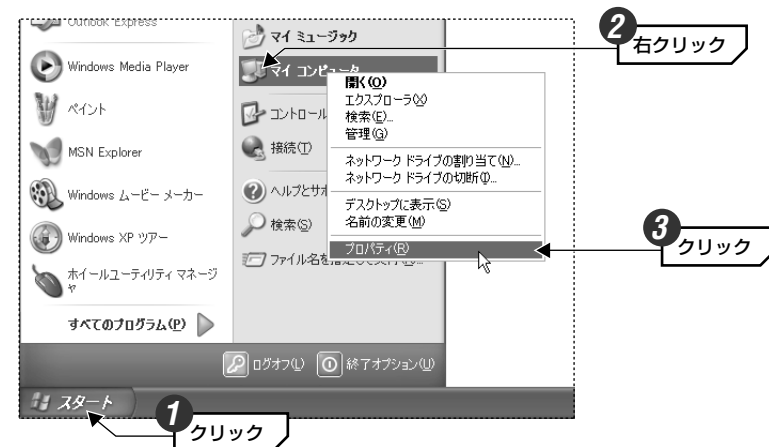 Outlook Express
Windows Media Player
ペイント
MSN Explorer
Windows ムービー メーカー
Windows XP ツアー
ホイールユーティリティ マネージ
ャ
すべてのプログラム(P)
マイ ミュージック
マイ コンピュータ
コントロール
接続(T)
ヘルプとサポ
検索(S)
ファイル名を指定して実行(R)...
開く(O)
エクスプローラ(X)
検索(E)...
管理(G)
ネットワーク ドライブの割り当て(N)...
ネットワーク ドライブの切断(I)...
デスクトップに表示(S)
名前の変更(M)
プロパティ(R)
ログオフ(L)
終了オプション(U)
スタート
1
クリック
2
右クリック
3
クリック